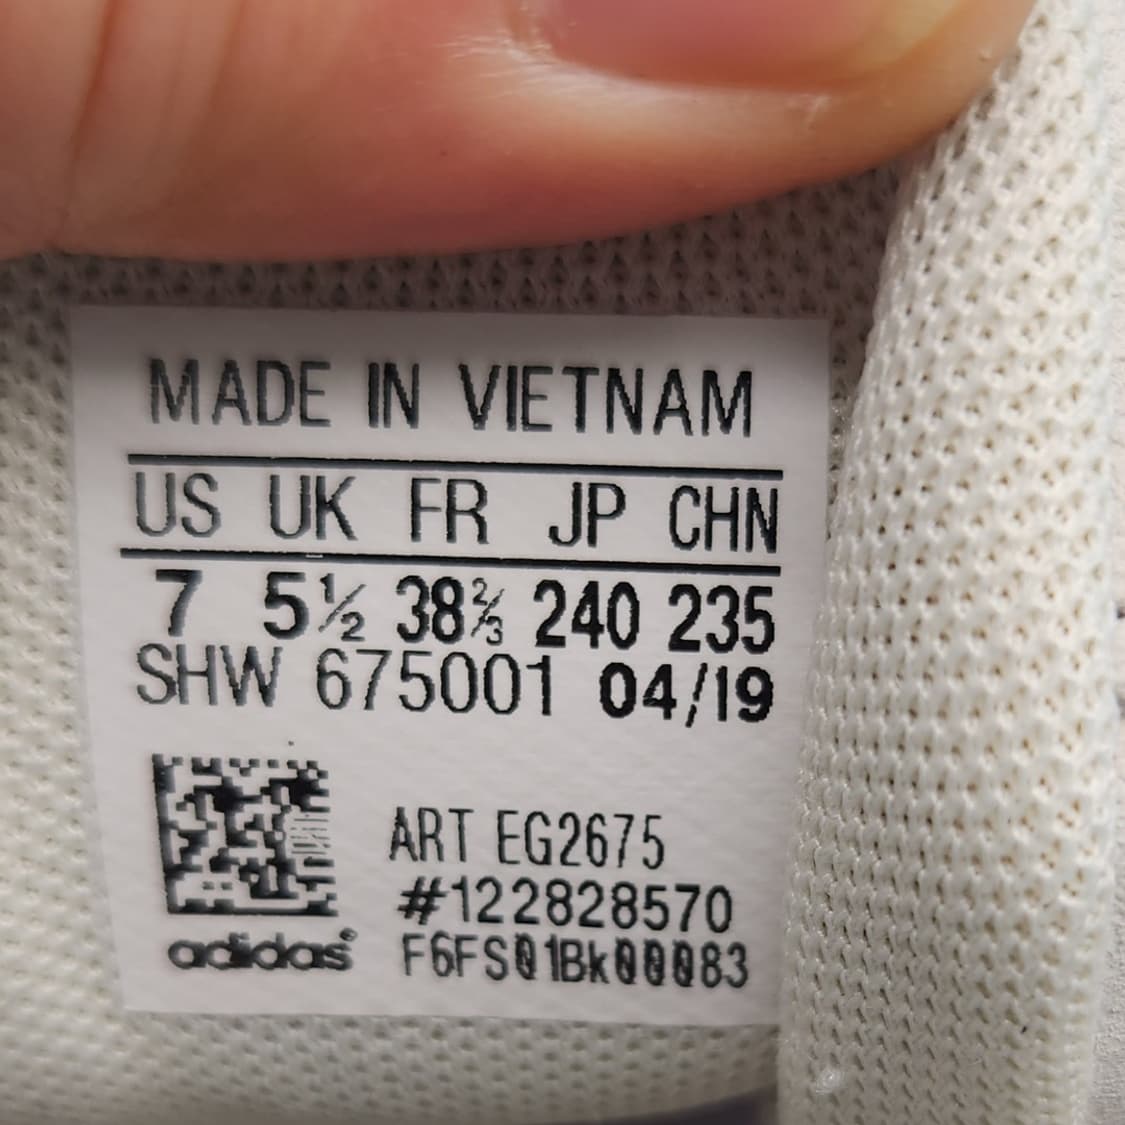 MADE IN VIETNAM
US UK FR JP CHN
7 5½ 38⅔ 240 235
SHW 675001 04/19
ART EG2675
#122828570
adidas® F6FS01Bk00083